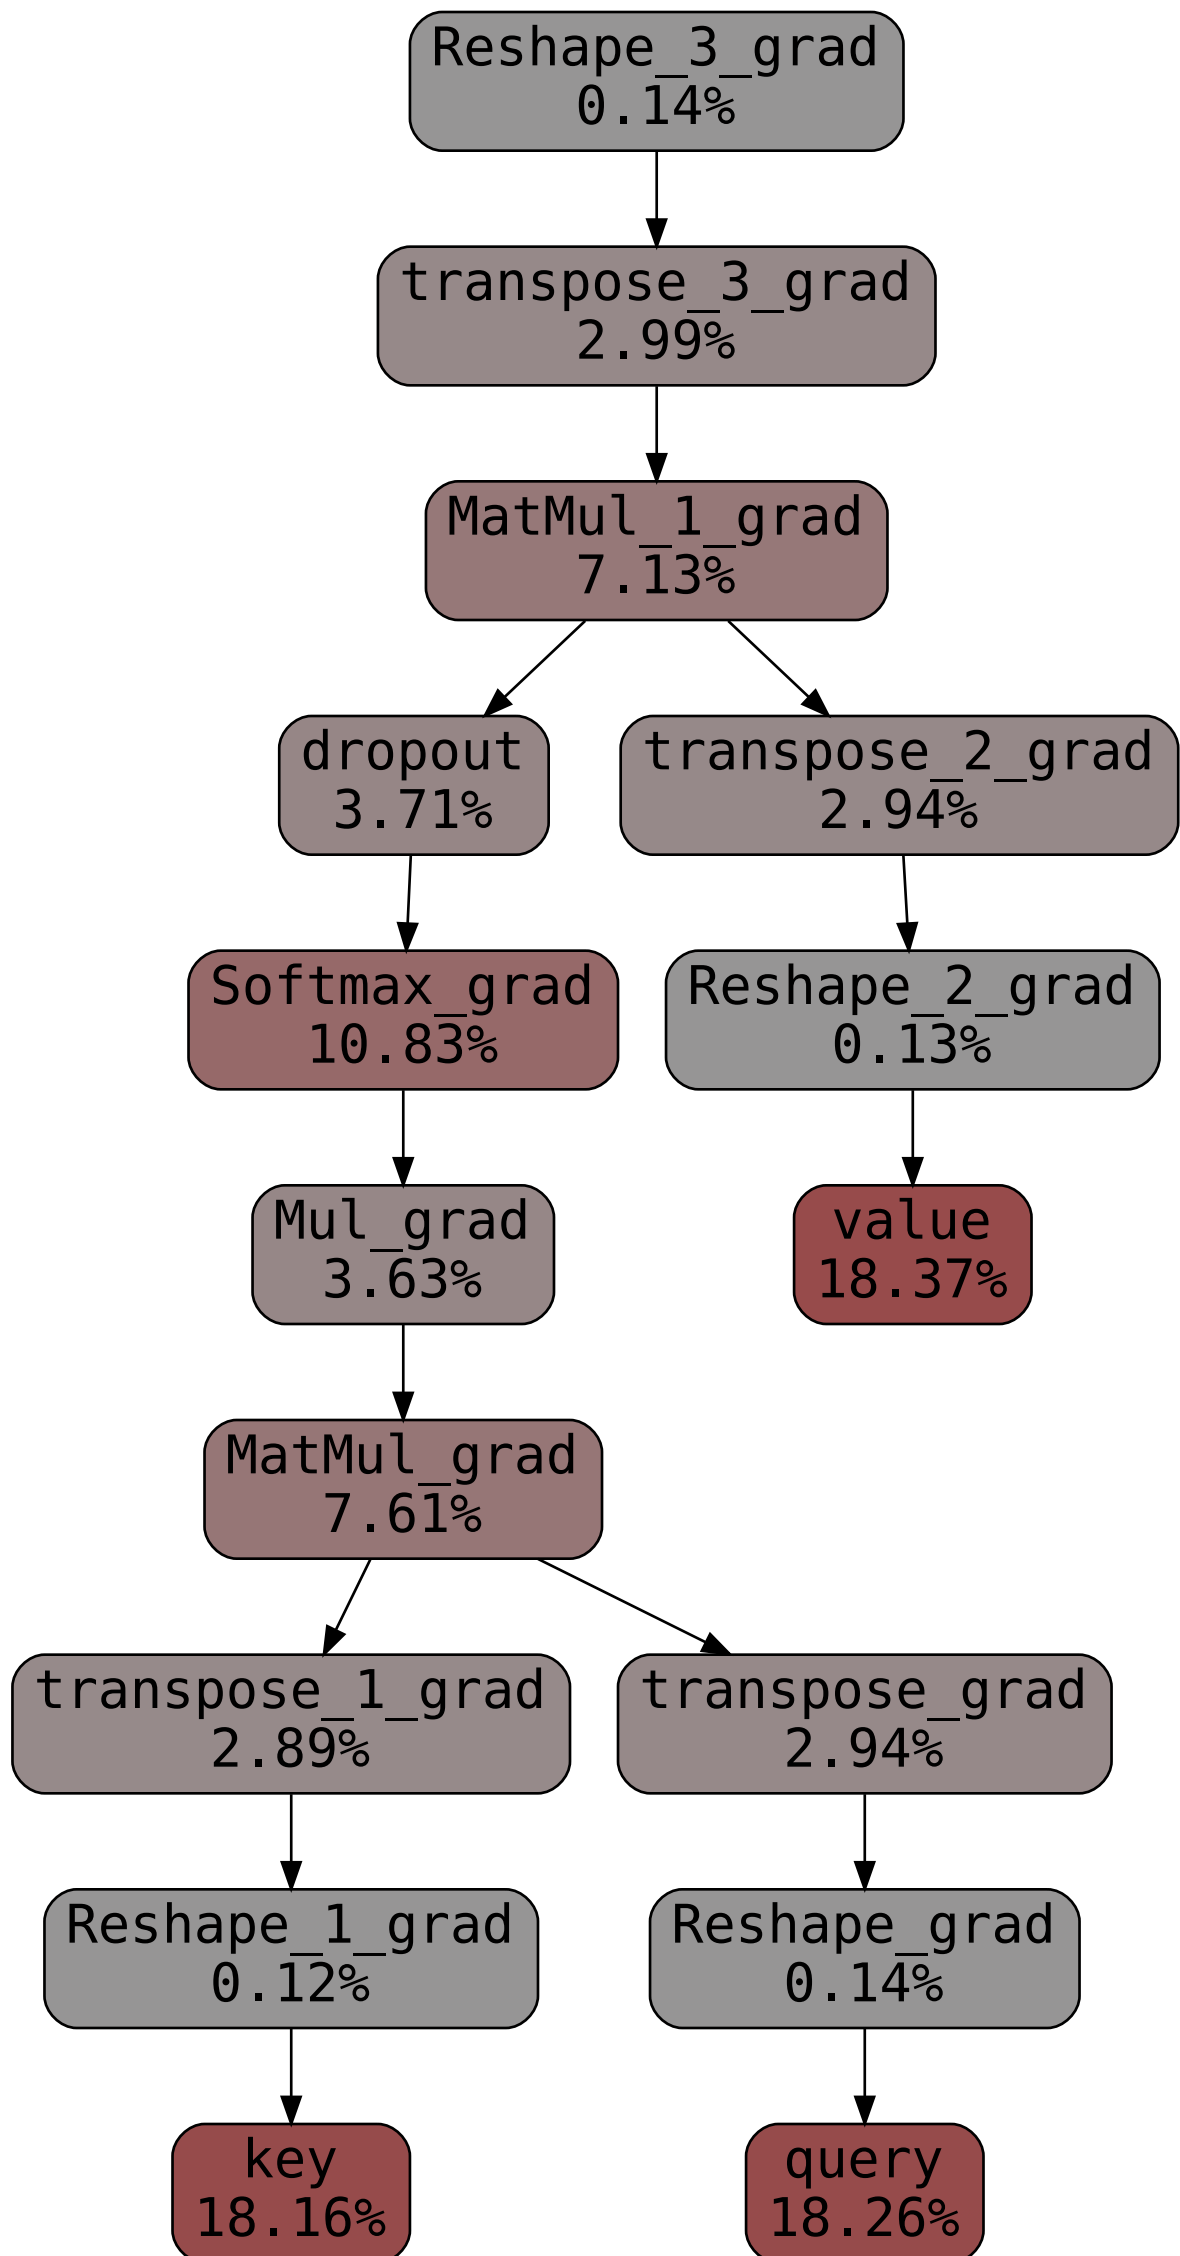 Reshape_3_grad
0.14%
transpose_3_grad
2.99%
MatMul_1_grad
7.13%
dropout
3.71%
transpose_2_grad
2.94%
Softmax_grad
10.83%
Reshape_2_grad
0.13%
Mul_grad
3.63%
value
18.37%
MatMul_grad
7.61%
transpose_1_grad
2.89%
transpose_grad
2.94%
Reshape_1_grad
0.12%
Reshape_grad
0.14%
key
18.16%
query
18.26%